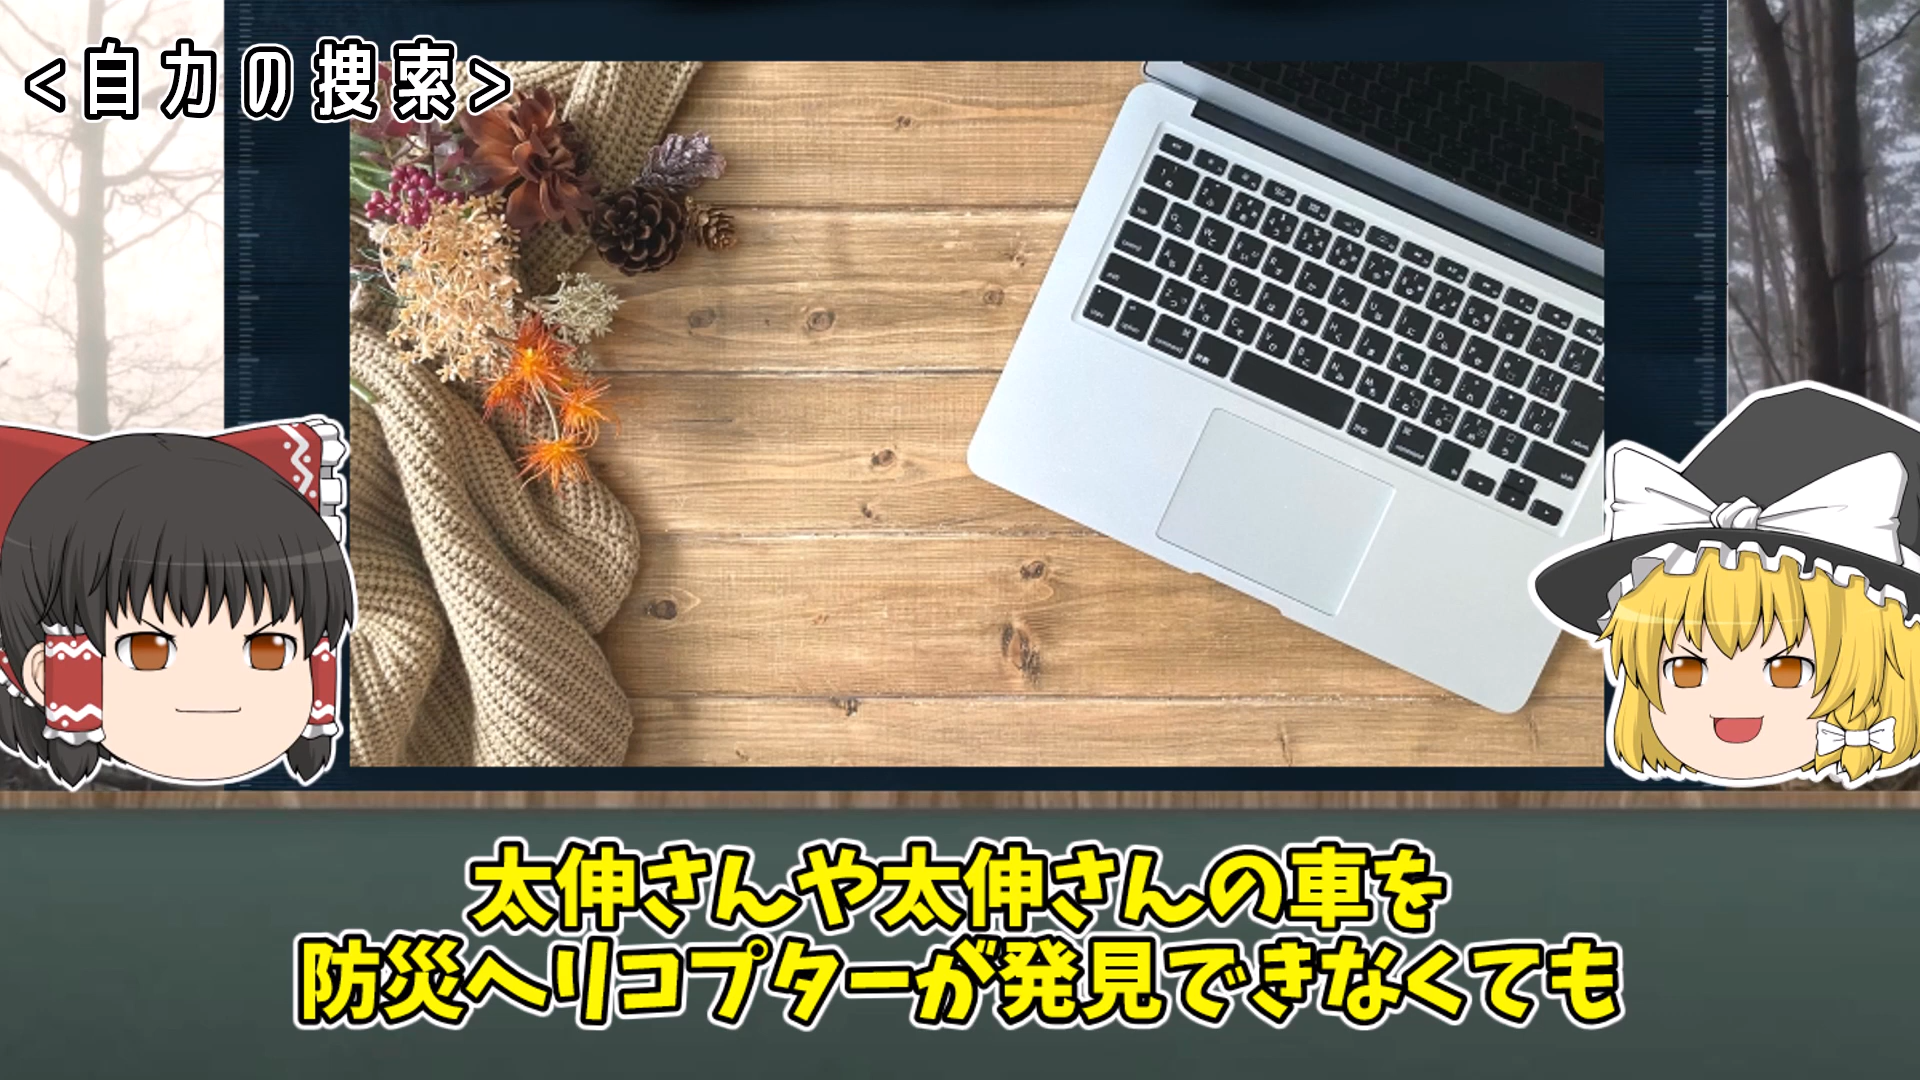 <自力の捜索>
太伸さんや太伸さんの車を
防災ヘリコプターが発見できなくても